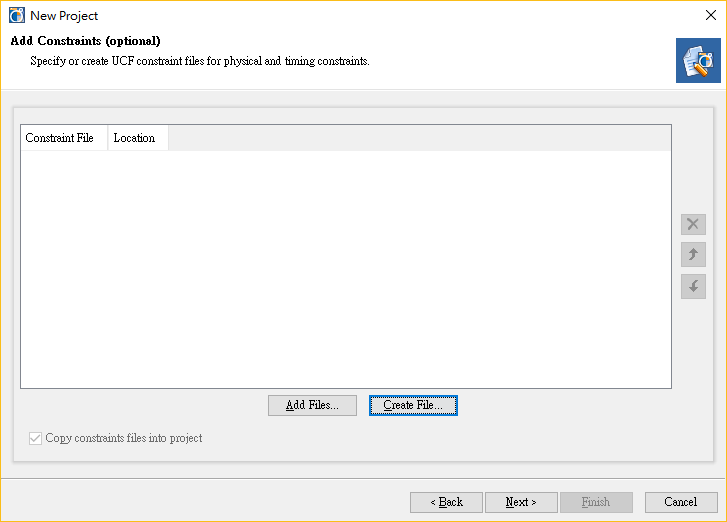 New Project
Add Constraints (optional)
Specify or create UCF constraint files for physical and timing constraints.
Constraint File
Location
Add Files...
Create File...
Copy constraints files into project
< Back
Next >
Finish
Cancel